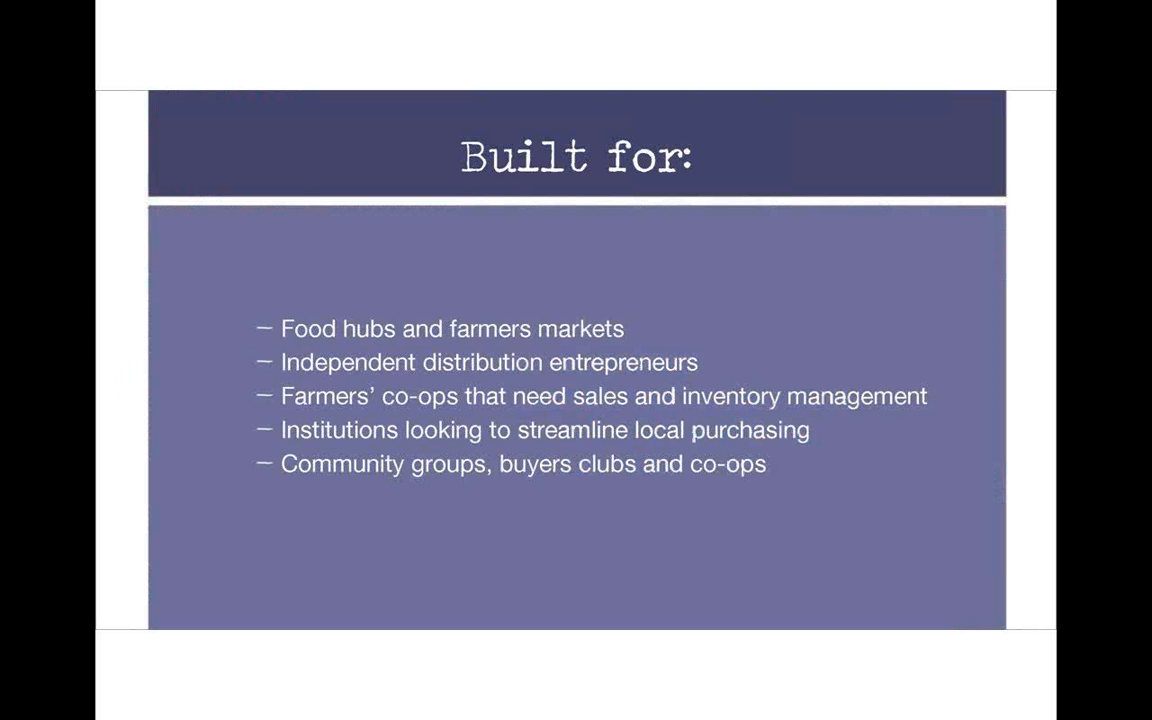 Built for:
— Food hubs and farmers markets
— Independent distribution entrepreneurs
— Farmers’ co-ops that need sales and inventory management
— Institutions looking to streamline local purchasing
— Community groups, buyers clubs and co-ops